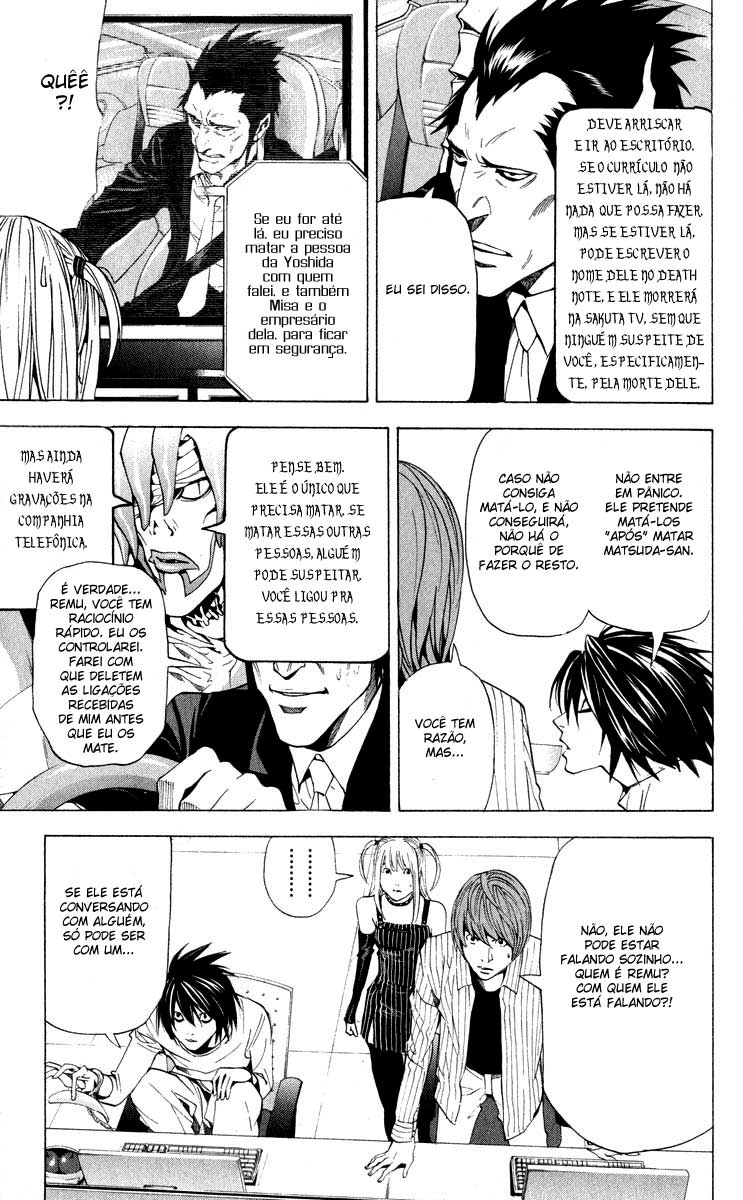 DEVE ARRISCAR
E IR AO ESCRITÓRIO.
SE O CURRÍCULO NÃO
ESTIVER LÁ, NÃO HÁ
NADA QUE POSSA FAZER.
MAS SE ESTIVER LÁ,
PODE ESCREVER O
NOME DELE NO DEATH
NOTE, E ELE MORRERÁ
NA SAKUTA TV, SEM QUE
NINGUÉM SUSPEITE DE
VOCÊ, ESPECIFICAMEN-
TE, PELA MORTE DELE.
EU SEI DISSO.
Se eu for até
lá, eu preciso
matar a pessoa
da Yoshida
com quem
falei, e também
Misa e o
empresário
dela, para ficar
em segurança.
QUÊÊ
?!
NÃO ENTRE
EM PÂNICO.
ELE PRETENDE
MATÁ-LOS
"APÓS" MATAR
MATSUDA-SAN.
CASO NÃO
CONSIGA
MATÁ-LO, E NÃO
CONSEGUIRÁ,
NÃO HÁ O
PORQUÊ DE
FAZER O RESTO.
VOCÊ TEM
RAZÃO,
MAS...
PENSE BEM.
ELE É O ÚNICO QUE
PRECISA MATAR. SE
MATAR ESSAS OUTRAS
PESSOAS, ALGUÉM
PODE SUSPEITAR.
VOCÊ LIGOU PRA
ESSAS PESSOAS.
MAS AINDA
HAVERÁ
GRAVAÇÕES NA
COMPANHIA
TELEFÔNICA.
É VERDADE...
REMU, VOCÊ TEM
RACIOCÍNIO
RÁPIDO. EU OS
CONTROLAREI.
FAREI COM
QUE DELETEM
AS LIGAÇÕES
RECEBIDAS
DE MIM ANTES
QUE EU OS
MATE.
NÃO, ELE NÃO
PODE ESTAR
FALANDO SOZINHO...
QUEM É REMU?
COM QUEM ELE
ESTÁ FALANDO?!
......
SE ELE ESTÁ
CONVERSANDO
COM ALGUÉM,
SÓ PODE SER
COM UM...